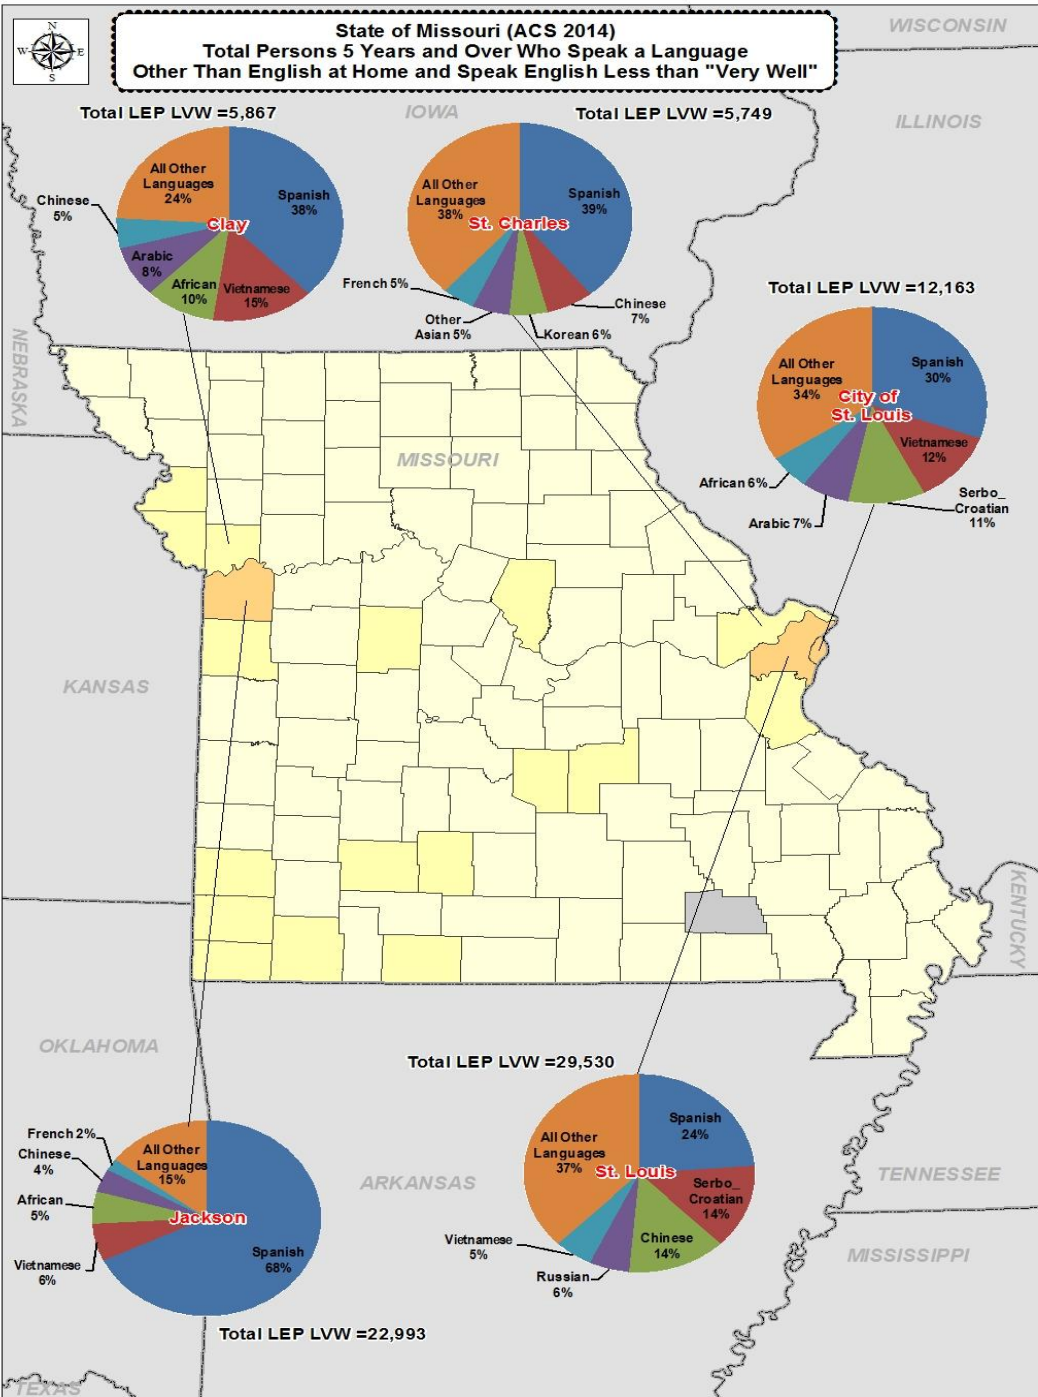 N
W
E
S
State of Missouri (ACS 2014)
Total Persons 5 Years and Over Who Speak a Language
Other Than English at Home and Speak English Less than "Very Well"
WISCONSIN
IOWA
ILLINOIS
Total LEP LVW =5,867
All Other
Languages
24%
Spanish
38%
Chinese
5%
Clay
Arabic
8%
African
10%
Vietnamese
15%
Total LEP LVW =5,749
All Other
Languages
38%
Spanish
39%
St. Charles
French 5%
Other
Asian 5%
Korean 6%
Chinese
7%
Total LEP LVW =12,163
All Other
Languages
34%
Spanish
30%
City of
St. Louis
Vietnamese
12%
African 6%
Arabic 7%
Serbo_
Croatian
11%
NEBRASKA
MISSOURI
KANSAS
KENTUCKY
OKLAHOMA
ARKANSAS
TENNESSEE
MISSISSIPPI
TEXAS
French 2%
Chinese
4%
African
5%
Vietnamese
6%
All Other
Languages
15%
Jackson
Spanish
68%
Total LEP LVW =22,993
Total LEP LVW =29,530
All Other
Languages
37%
Spanish
24%
St. Louis
Serbo_
Croatian
14%
Chinese
14%
Vietnamese
5%
Russian
6%